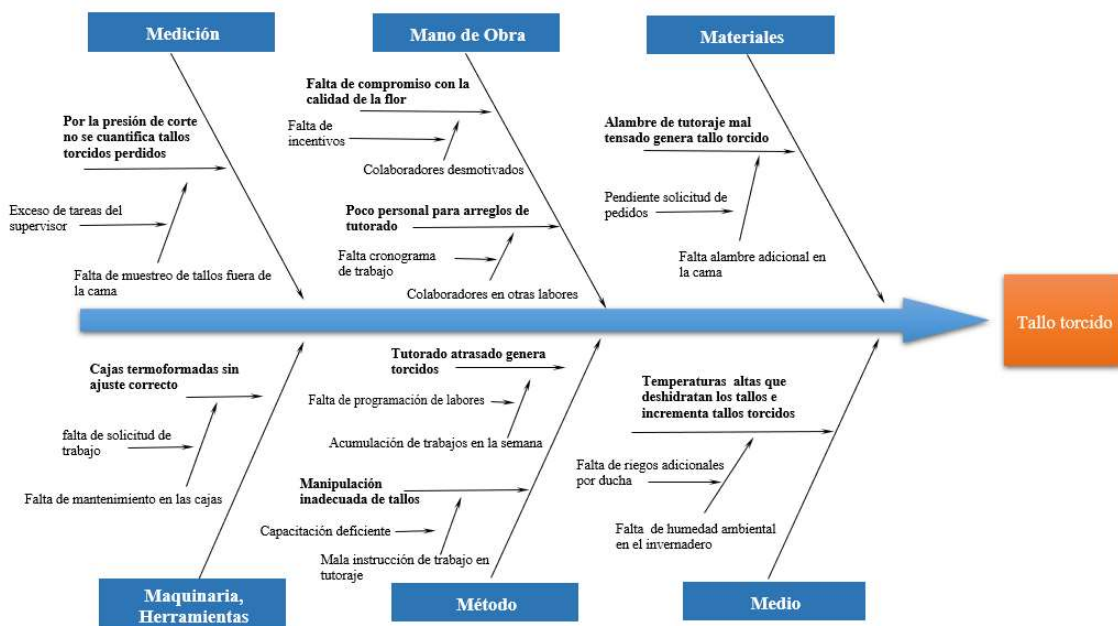 Medición
Mano de Obra
Materiales
Por la presión de corte
no se cuantifica tallos
torcidos perdidos
Exceso de tareas del
supervisor
Falta de muestreo de tallos fuera de
la cama
Falta de compromiso con la
calidad de la flor
Falta de
incentivos
Colaboradores desmotivados
Poco personal para arreglos de
tutorado
Falta cronograma
de trabajo
Colaboradores en otras labores
Alambre de tutoraje mal
tensado genera tallo torcido
Pendiente solicitud de
pedidos
Falta alambre adicional en
la cama
Tallo torcido
Cajas termoformadas sin
ajuste correcto
falta de solicitud de
trabajo
Falta de mantenimiento en las cajas
Tutorado atrasado genera
torcidos
Falta de programación de labores
Acumulación de trabajos en la semana
Manipulación
inadecuada de tallos
Capacitación deficiente
Mala instrucción de trabajo en
tutoraje
Temperaturas altas que
deshidratan los tallos e
incrementa tallos torcidos
Falta de riegos adicionales
por ducha
Falta de humedad ambiental
en el invernadero
Maquinaria,
Herramientas
Método
Medio